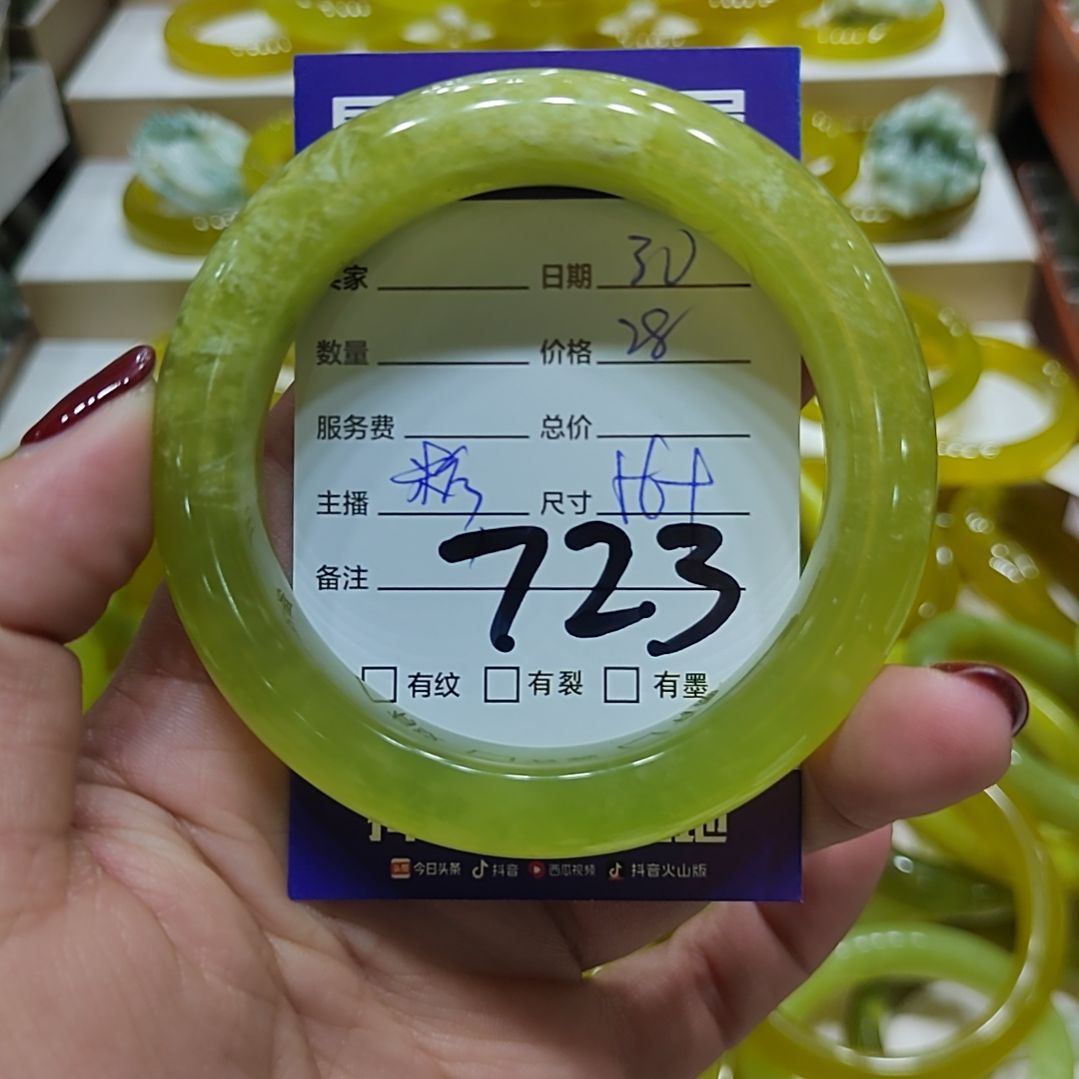 家 日期 30
数量 价格 28
服务费 总价
主播 糖 尺寸
备注 723
有纹 有裂 有墨
今日头条 抖音 西瓜视频 抖音火山版